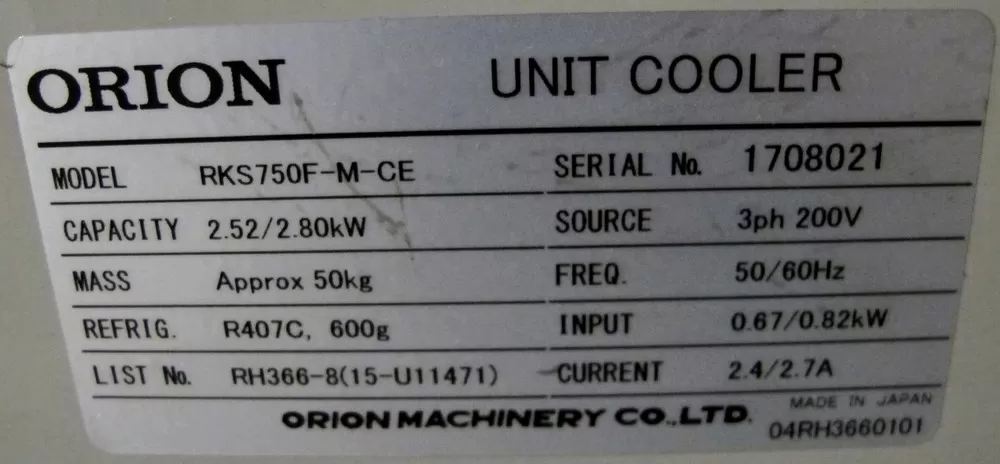 ORION UNIT COOLER
MODEL RKS750F-M-CE SERIAL No. 1708021
CAPACITY 2.52/2.80kW SOURCE 3ph 200V
MASS Approx 50kg FREQ. 50/60Hz
REFRIG. R407C, 600g INPUT 0.67/0.82kW
LIST No. RH366-8(15-U11471) CURRENT 2.4/2.7A
ORION MACHINERY CO.,LTD. MADE IN JAPAN
04RH3660101